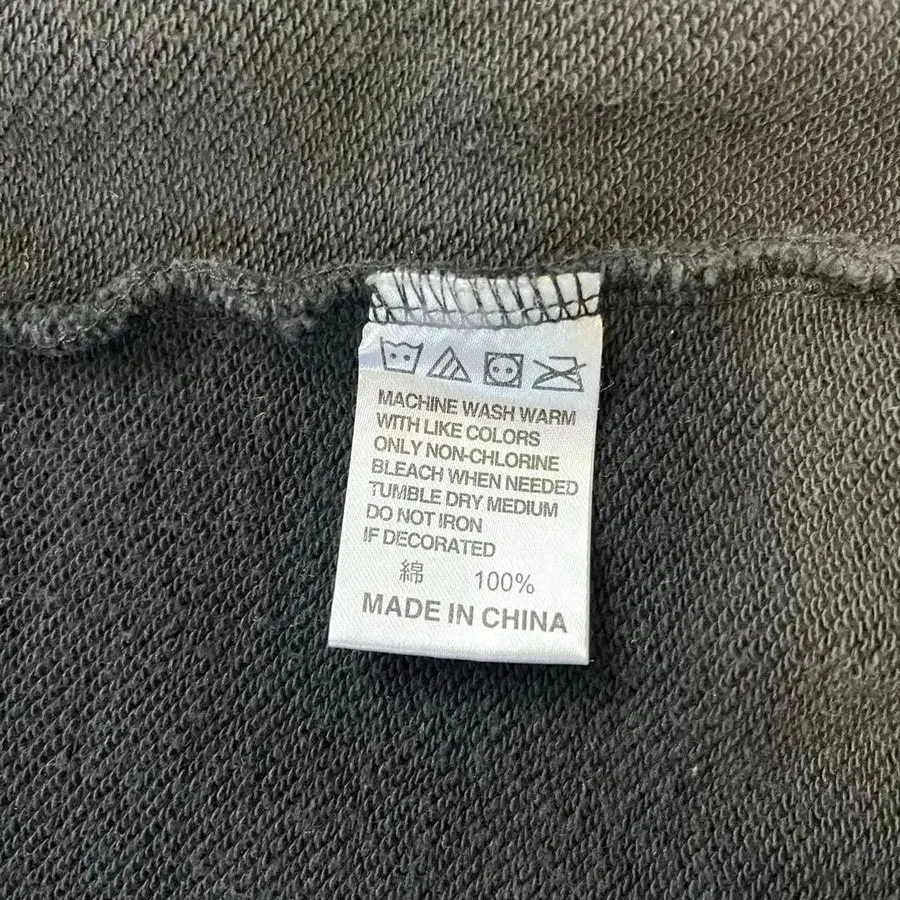 MACHINE WASH WARM
WITH LIKE COLORS
ONLY NON-CHLORINE
BLEACH WHEN NEEDED
TUMBLE DRY MEDIUM
DO NOT IRON
IF DECORATED
綿 100%
MADE IN CHINA